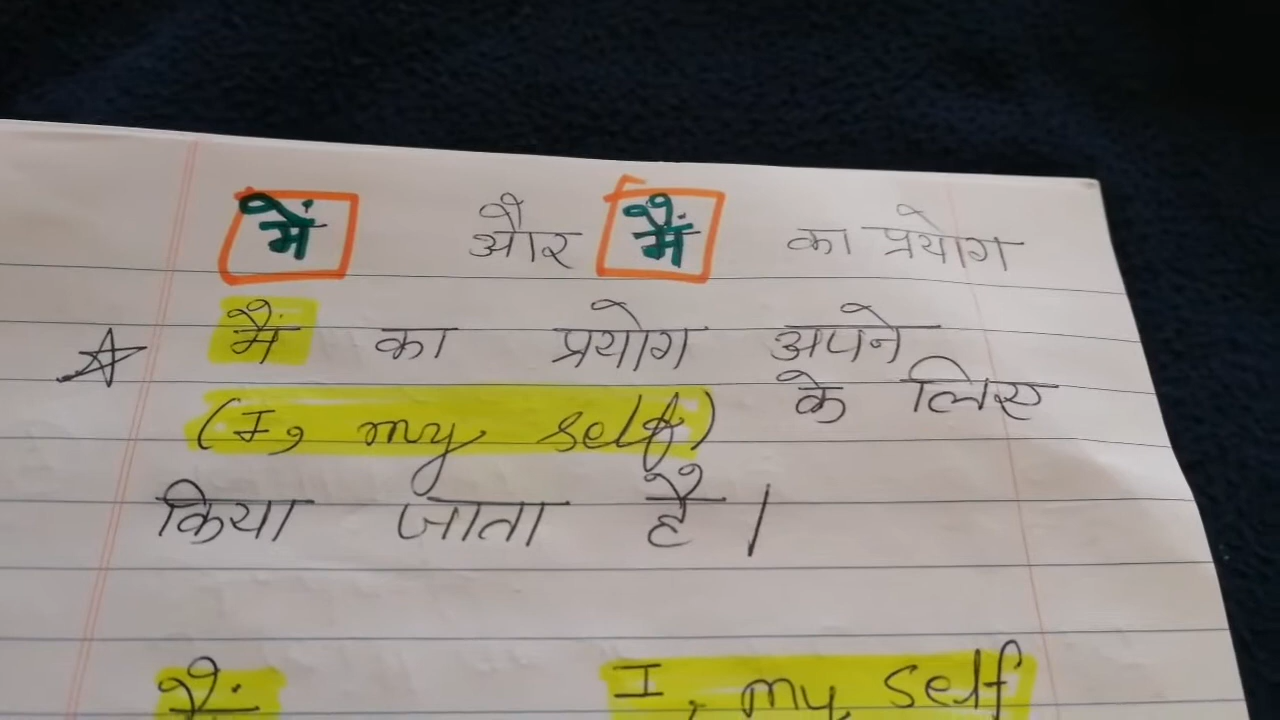 में और मैं का प्रयोग
मैं का प्रयोग अपने
के लिए
(I, my self)
किया जाता है।
मैं I, my self